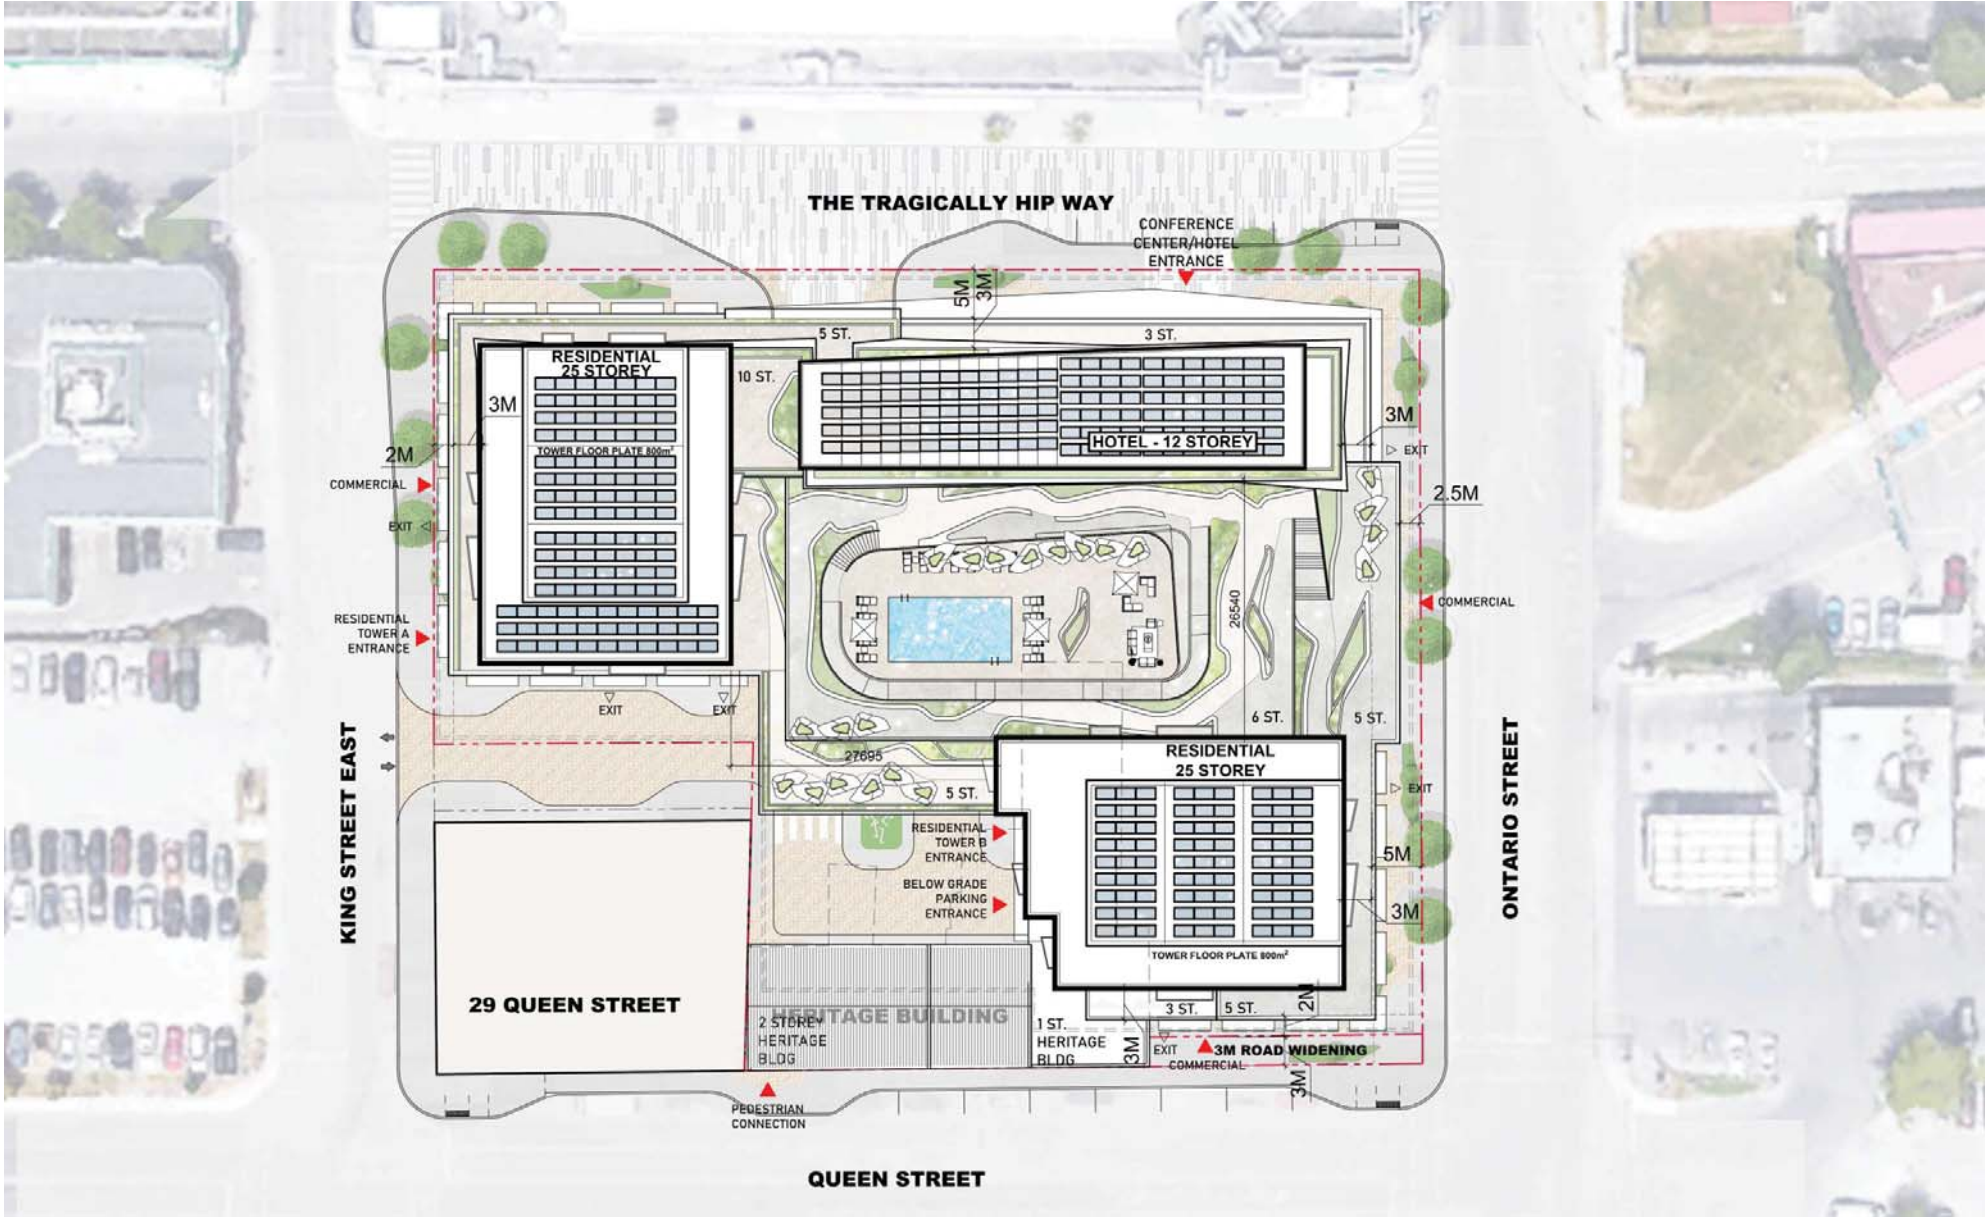 THE TRAGICALLY HIP WAY
CONFERENCE
CENTER/HOTEL
ENTRANCE
5M
3M
5 ST.
3 ST.
RESIDENTIAL
25 STOREY
10 ST.
3M
3M
HOTEL - 12 STOREY
TOWER FLOOR PLATE 800m²
2M
EXIT
COMMERCIAL
2.5M
EXIT
26540
COMMERCIAL
RESIDENTIAL
TOWER A
ENTRANCE
EXIT
EXIT
6 ST.
5 ST.
KING STREET EAST
ONTARIO STREET
27695
RESIDENTIAL
25 STOREY
5 ST.
EXIT
RESIDENTIAL
TOWER B
ENTRANCE
5M
BELOW GRADE
PARKING
ENTRANCE
3M
TOWER FLOOR PLATE 800m²
29 QUEEN STREET
HERITAGE BUILDING
2 STOREY
HERITAGE
BLDG
1 ST.
HERITAGE
BLDG
3 ST.
5 ST.
2M
3M
EXIT
3M ROAD WIDENING
COMMERCIAL
3M
PEDESTRIAN
CONNECTION
QUEEN STREET